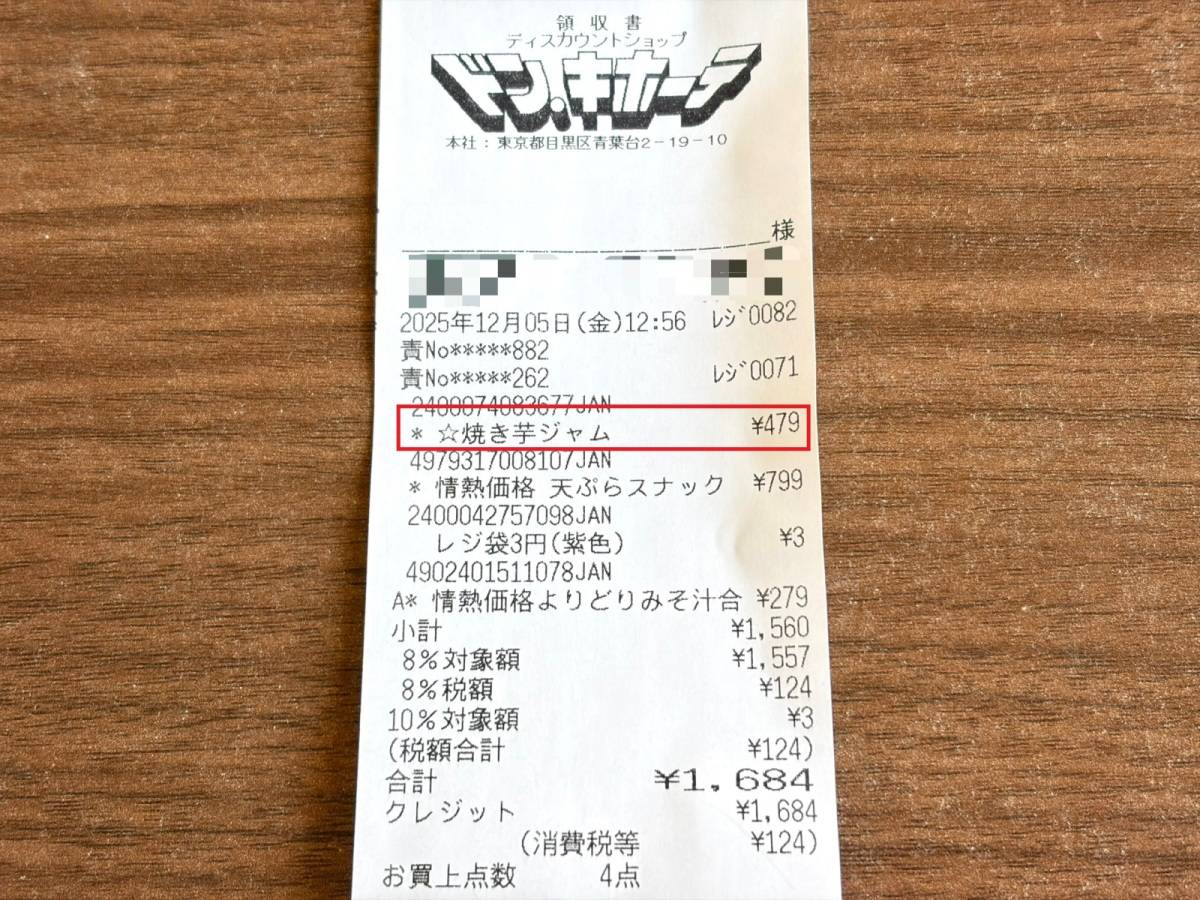 領収書
ディスカウントショップ
ドン.キホーテ
本社:東京都目黒区青葉台2-19-10
様
2025年12月05日(金)12:56 レジ0082
責No*****882
責No*****262 レジ0071
2400074083677JAN
* ☆焼き芋ジャム ¥479
4979317008107JAN
* 情熱価格 天ぷらスナック ¥799
2400042757098JAN
レジ袋3円(紫色) ¥3
4902401511078JAN
A* 情熱価格よりどりみそ汁合 ¥279
小計 ¥1,560
8%対象額 ¥1,557
8%税額 ¥124
10%対象額 ¥3
(税額合計 ¥124)
合計 ¥1,684
クレジット ¥1,684
(消費税等 ¥124)
お買上点数 4点